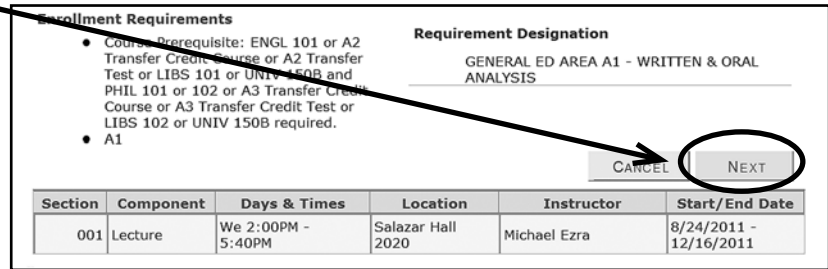 Enrollment Requirements
• Course Prerequisite: ENGL 101 or A2
Transfer Credit Course or A2 Transfer
Test or LIBS 101 or UNIV 150B and
PHIL 101 or 102 or A3 Transfer Credit
Course or A3 Transfer Credit Test or
LIBS 102 or UNIV 150B required.
• A1
Requirement Designation
GENERAL ED AREA A1 - WRITTEN & ORAL
ANALYSIS
CANCEL NEXT
Section Component Days & Times Location Instructor Start/End Date
001 Lecture We 2:00PM - 5:40PM Salazar Hall 2020 Michael Ezra 8/24/2011 - 12/16/2011